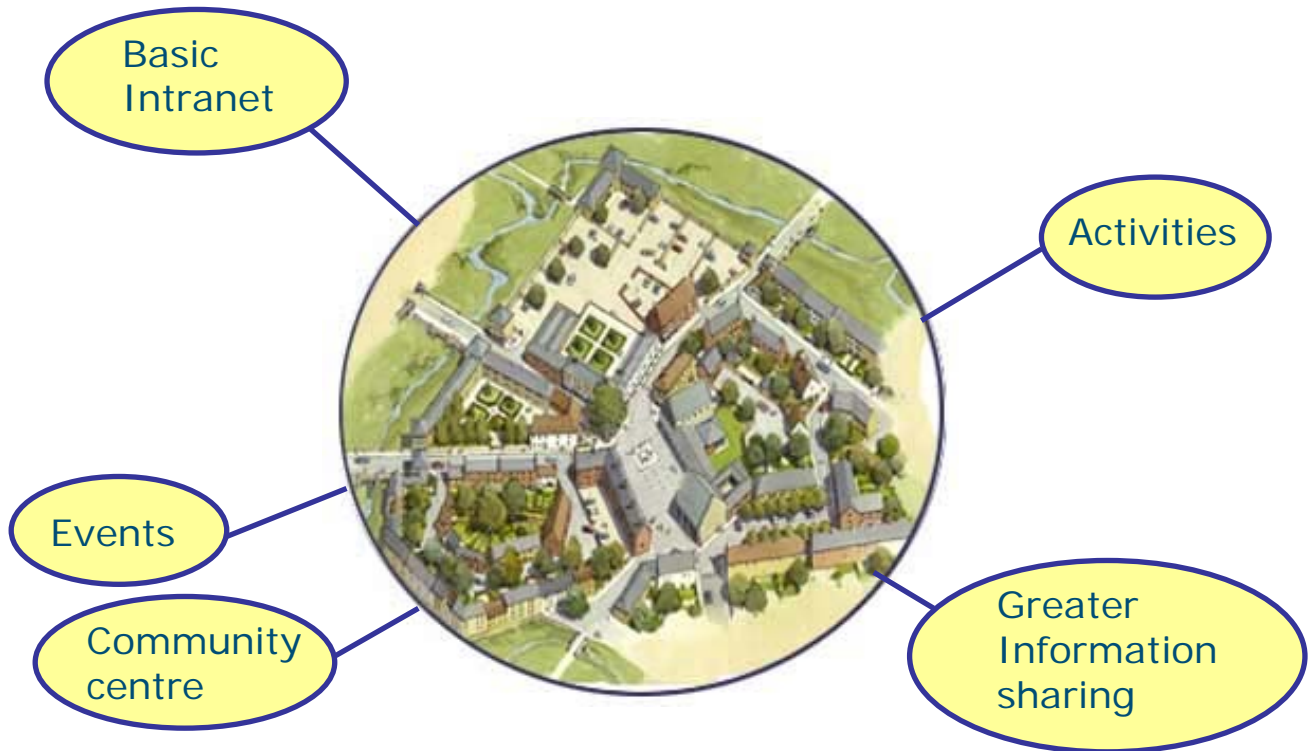 Basic
Intranet
Activities
Events
Community
centre
Greater
Information
sharing